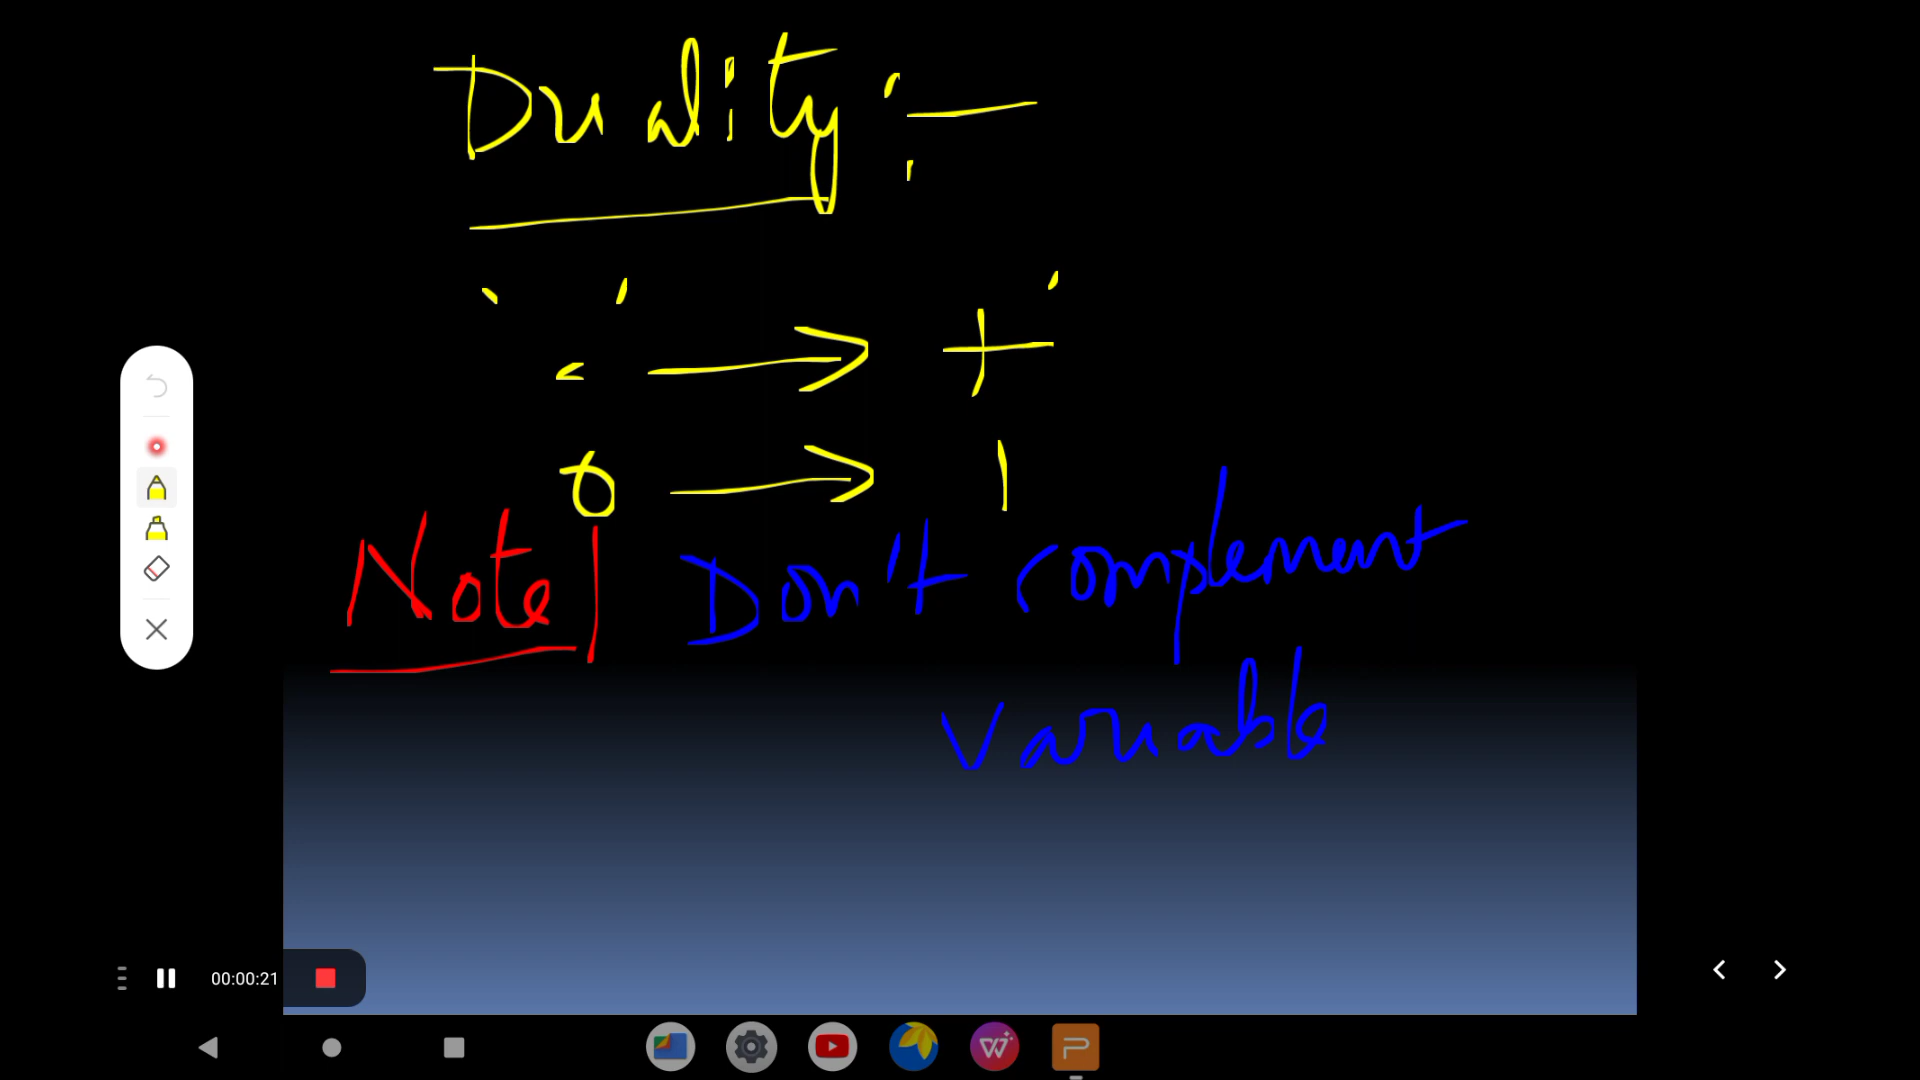 Duality :—
‘ . ’ → + ’
0 → 1
Note| Don't complement
variable
00:00:21